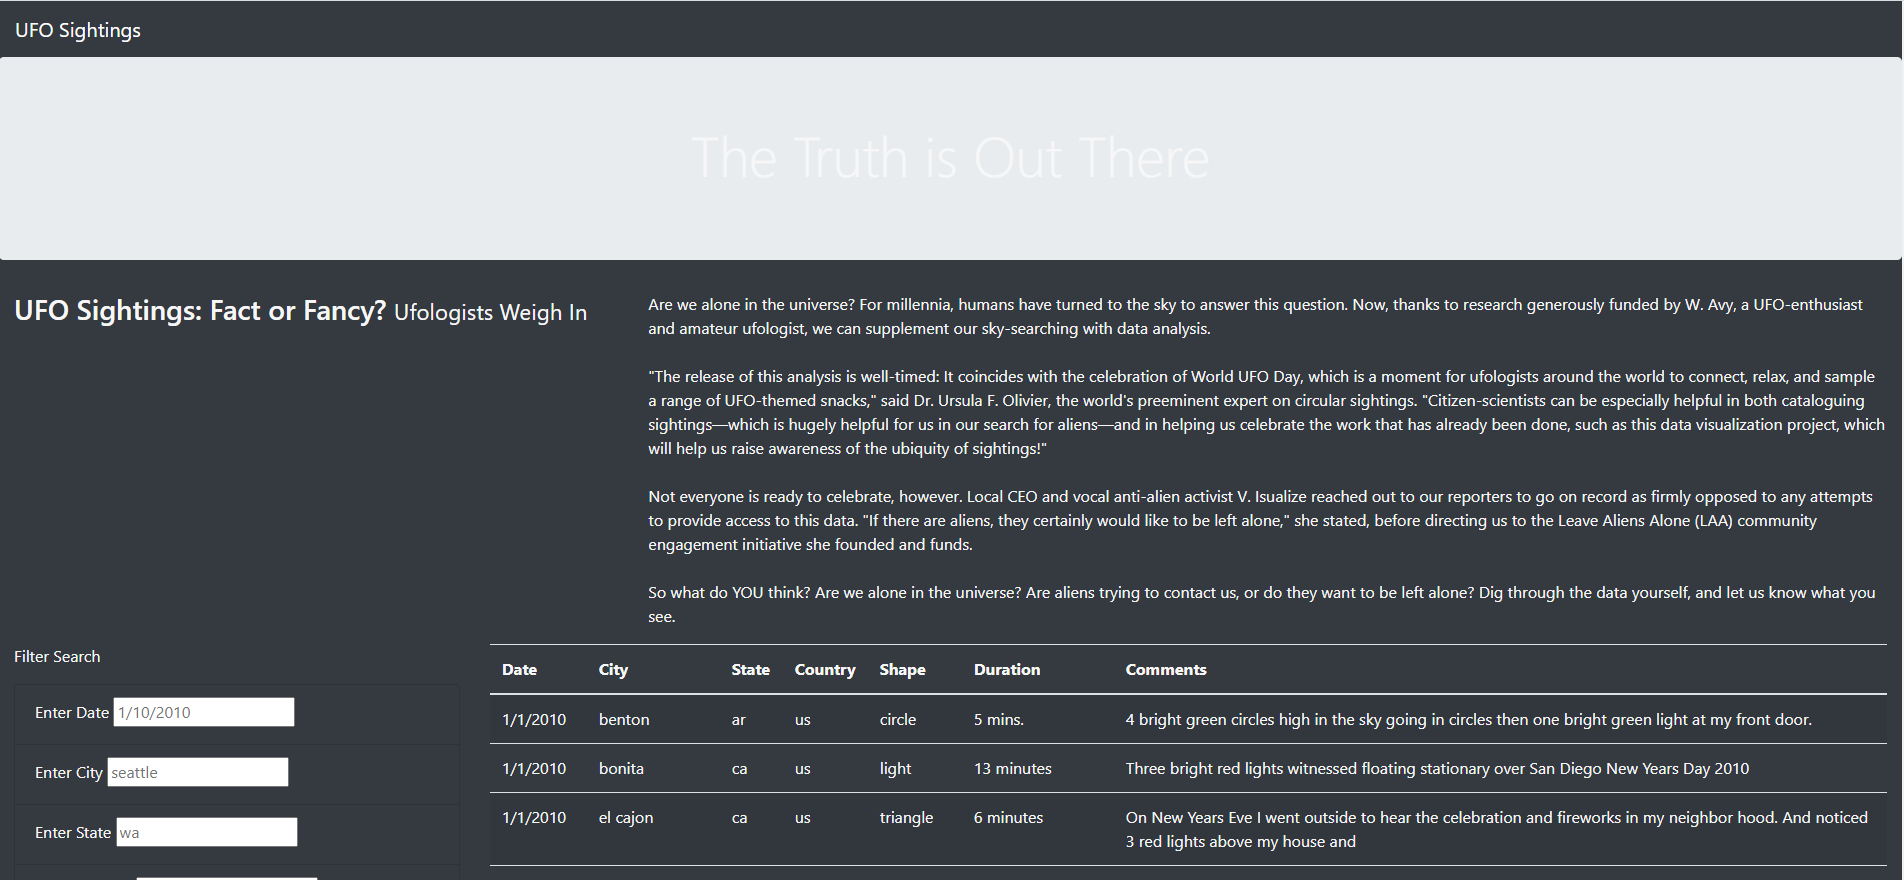 UFO Sightings
The Truth is Out There
UFO Sightings: Fact or Fancy? Ufologists Weigh In
Are we alone in the universe? For millennia, humans have turned to the sky to answer this question. Now, thanks to research generously funded by W. Avy, a UFO-enthusiast
and amateur ufologist, we can supplement our sky-searching with data analysis.
"The release of this analysis is well-timed: It coincides with the celebration of World UFO Day, which is a moment for ufologists around the world to connect, relax, and sample
a range of UFO-themed snacks," said Dr. Ursula F. Olivier, the world's preeminent expert on circular sightings. "Citizen-scientists can be especially helpful in both cataloguing
sightings—which is hugely helpful for us in our search for aliens—and in helping us celebrate the work that has already been done, such as this data visualization project, which
will help us raise awareness of the ubiquity of sightings!"
Not everyone is ready to celebrate, however. Local CEO and vocal anti-alien activist V. Isualize reached out to our reporters to go on record as firmly opposed to any attempts
to provide access to this data. "If there are aliens, they certainly would like to be left alone," she stated, before directing us to the Leave Aliens Alone (LAA) community
engagement initiative she founded and funds.
So what do YOU think? Are we alone in the universe? Are aliens trying to contact us, or do they want to be left alone? Dig through the data yourself, and let us know what you
see.
Filter Search
Enter Date 1/10/2010
Enter City seattle
Enter State wa
Date City State Country Shape Duration Comments
1/1/2010 benton ar us circle 5 mins. 4 bright green circles high in the sky going in circles then one bright green light at my front door.
1/1/2010 bonita ca us light 13 minutes Three bright red lights witnessed floating stationary over San Diego New Years Day 2010
1/1/2010 el cajon ca us triangle 6 minutes On New Years Eve I went outside to hear the celebration and fireworks in my neighbor hood. And noticed
3 red lights above my house and